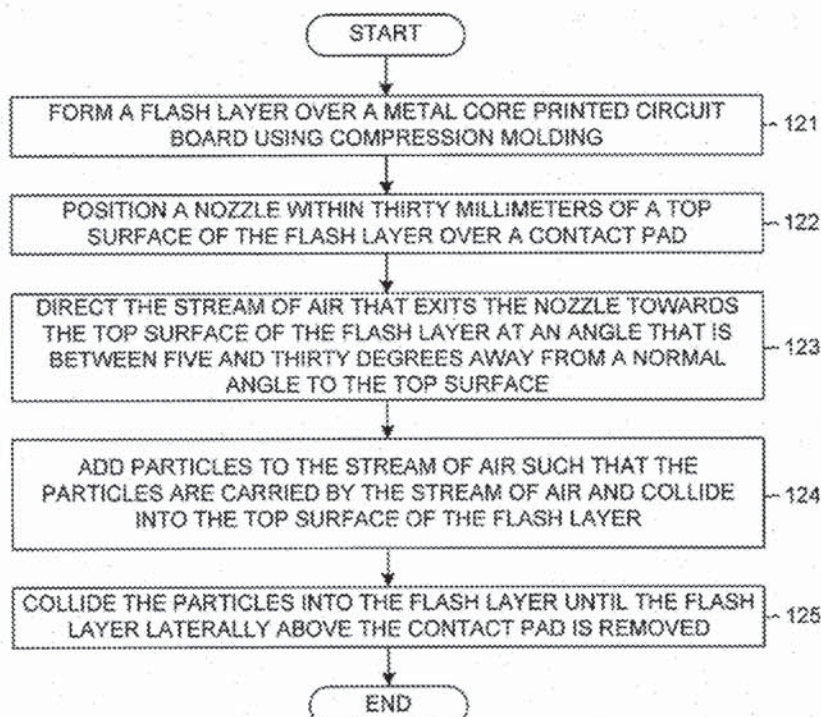 START
FORM A FLASH LAYER OVER A METAL CORE PRINTED CIRCUIT
BOARD USING COMPRESSION MOLDING
121
POSITION A NOZZLE WITHIN THIRTY MILLIMETERS OF A TOP
SURFACE OF THE FLASH LAYER OVER A CONTACT PAD
122
DIRECT THE STREAM OF AIR THAT EXITS THE NOZZLE TOWARDS
THE TOP SURFACE OF THE FLASH LAYER AT AN ANGLE THAT IS
BETWEEN FIVE AND THIRTY DEGREES AWAY FROM A NORMAL
ANGLE TO THE TOP SURFACE
123
ADD PARTICLES TO THE STREAM OF AIR SUCH THAT THE
PARTICLES ARE CARRIED BY THE STREAM OF AIR AND COLLIDE
INTO THE TOP SURFACE OF THE FLASH LAYER
124
COLLIDE THE PARTICLES INTO THE FLASH LAYER UNTIL THE FLASH
LAYER LATERALLY ABOVE THE CONTACT PAD IS REMOVED
125
END